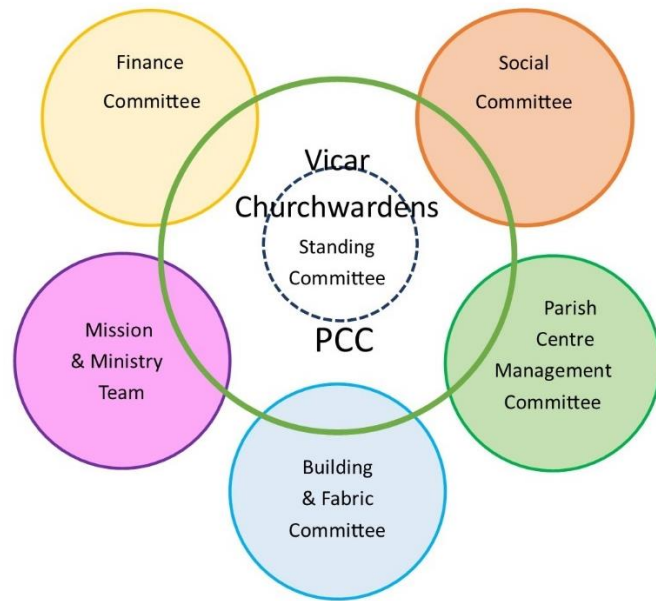 Finance
Committee
Social
Committee
Vicar
Churchwardens
Standing
Committee
PCC
Mission
& Ministry
Team
Parish
Centre
Management
Committee
Building
& Fabric
Committee